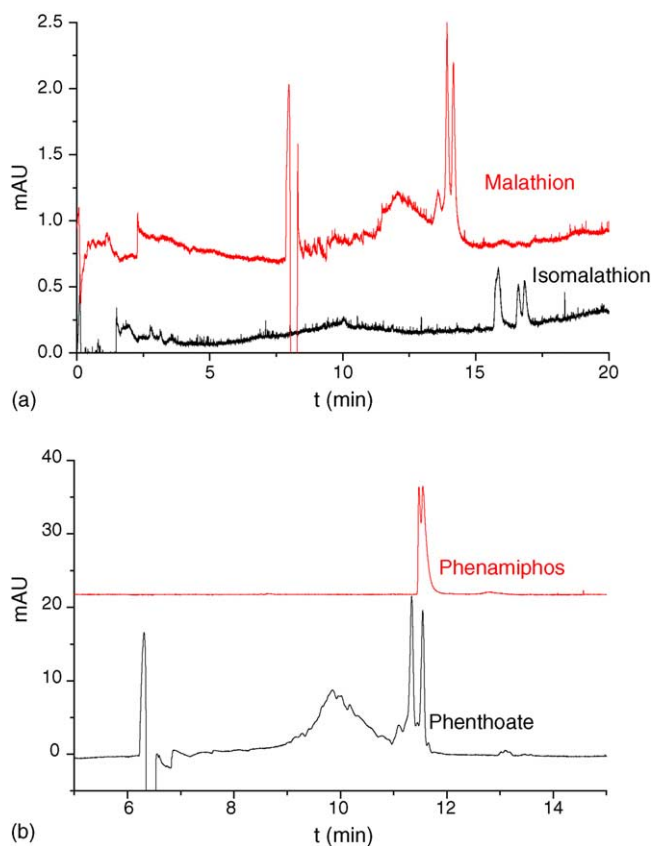 2.5
2.0
1.5
1.0
0.5
0.0
mAU
Malathion
Isomalathion
0 5 10 15 20
t (min)
(a)
40
30
20
10
0
mAU
Phenamiphos
Phenthoate
6 8 10 12 14
t (min)
(b)